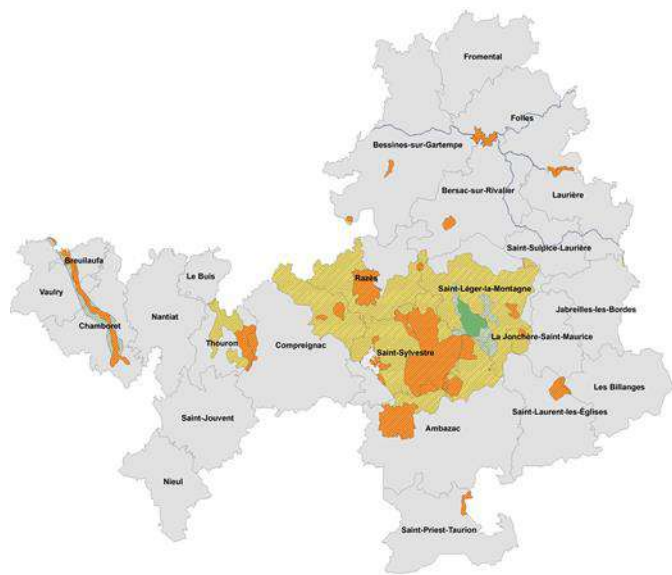 Fromental
Folles
Bessines-sur-Gartempe
Bersac-sur-Rivalier
Laurière
Saint-Sulpice-Laurière
Breuilaufa
Le Buis
Razès
Vaulry
Saint-Léger-la-Montagne
Chamboret
Nantiat
Jabreilles-les-Bordes
Thouron
Compreignac
Saint-Sylvestre
La Jonchère-Saint-Maurice
Les Billanges
Saint-Jouvent
Saint-Laurent-les-Églises
Ambazac
Nieul
Saint-Priest-Taurion